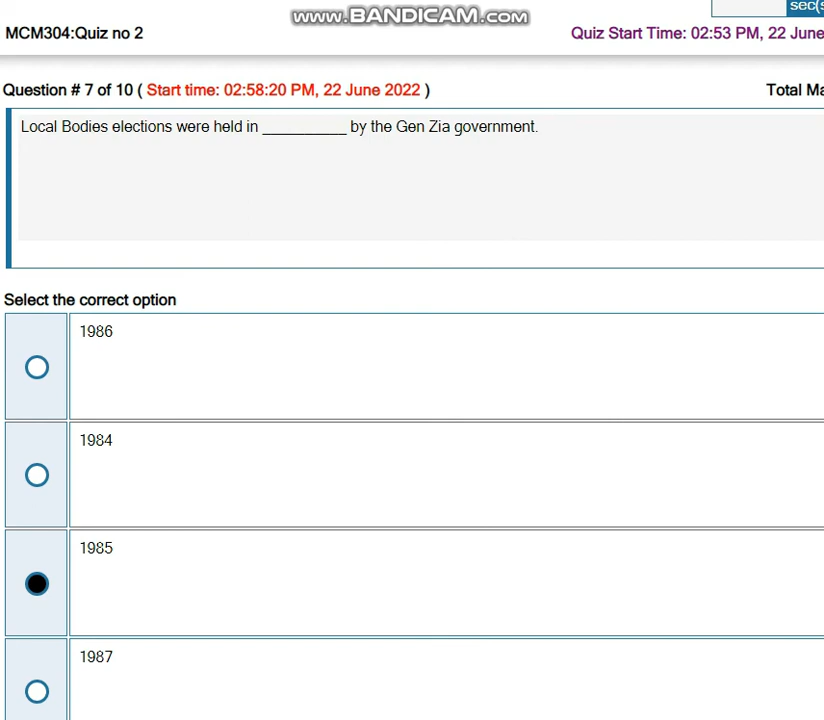 www.BANDICAM.com
sec(s
MCM304:Quiz no 2
Quiz Start Time: 02:53 PM, 22 June
Question # 7 of 10 ( Start time: 02:58:20 PM, 22 June 2022 )
Total Ma
Local Bodies elections were held in __________ by the Gen Zia government.
Select the correct option
1986
1984
1985
1987